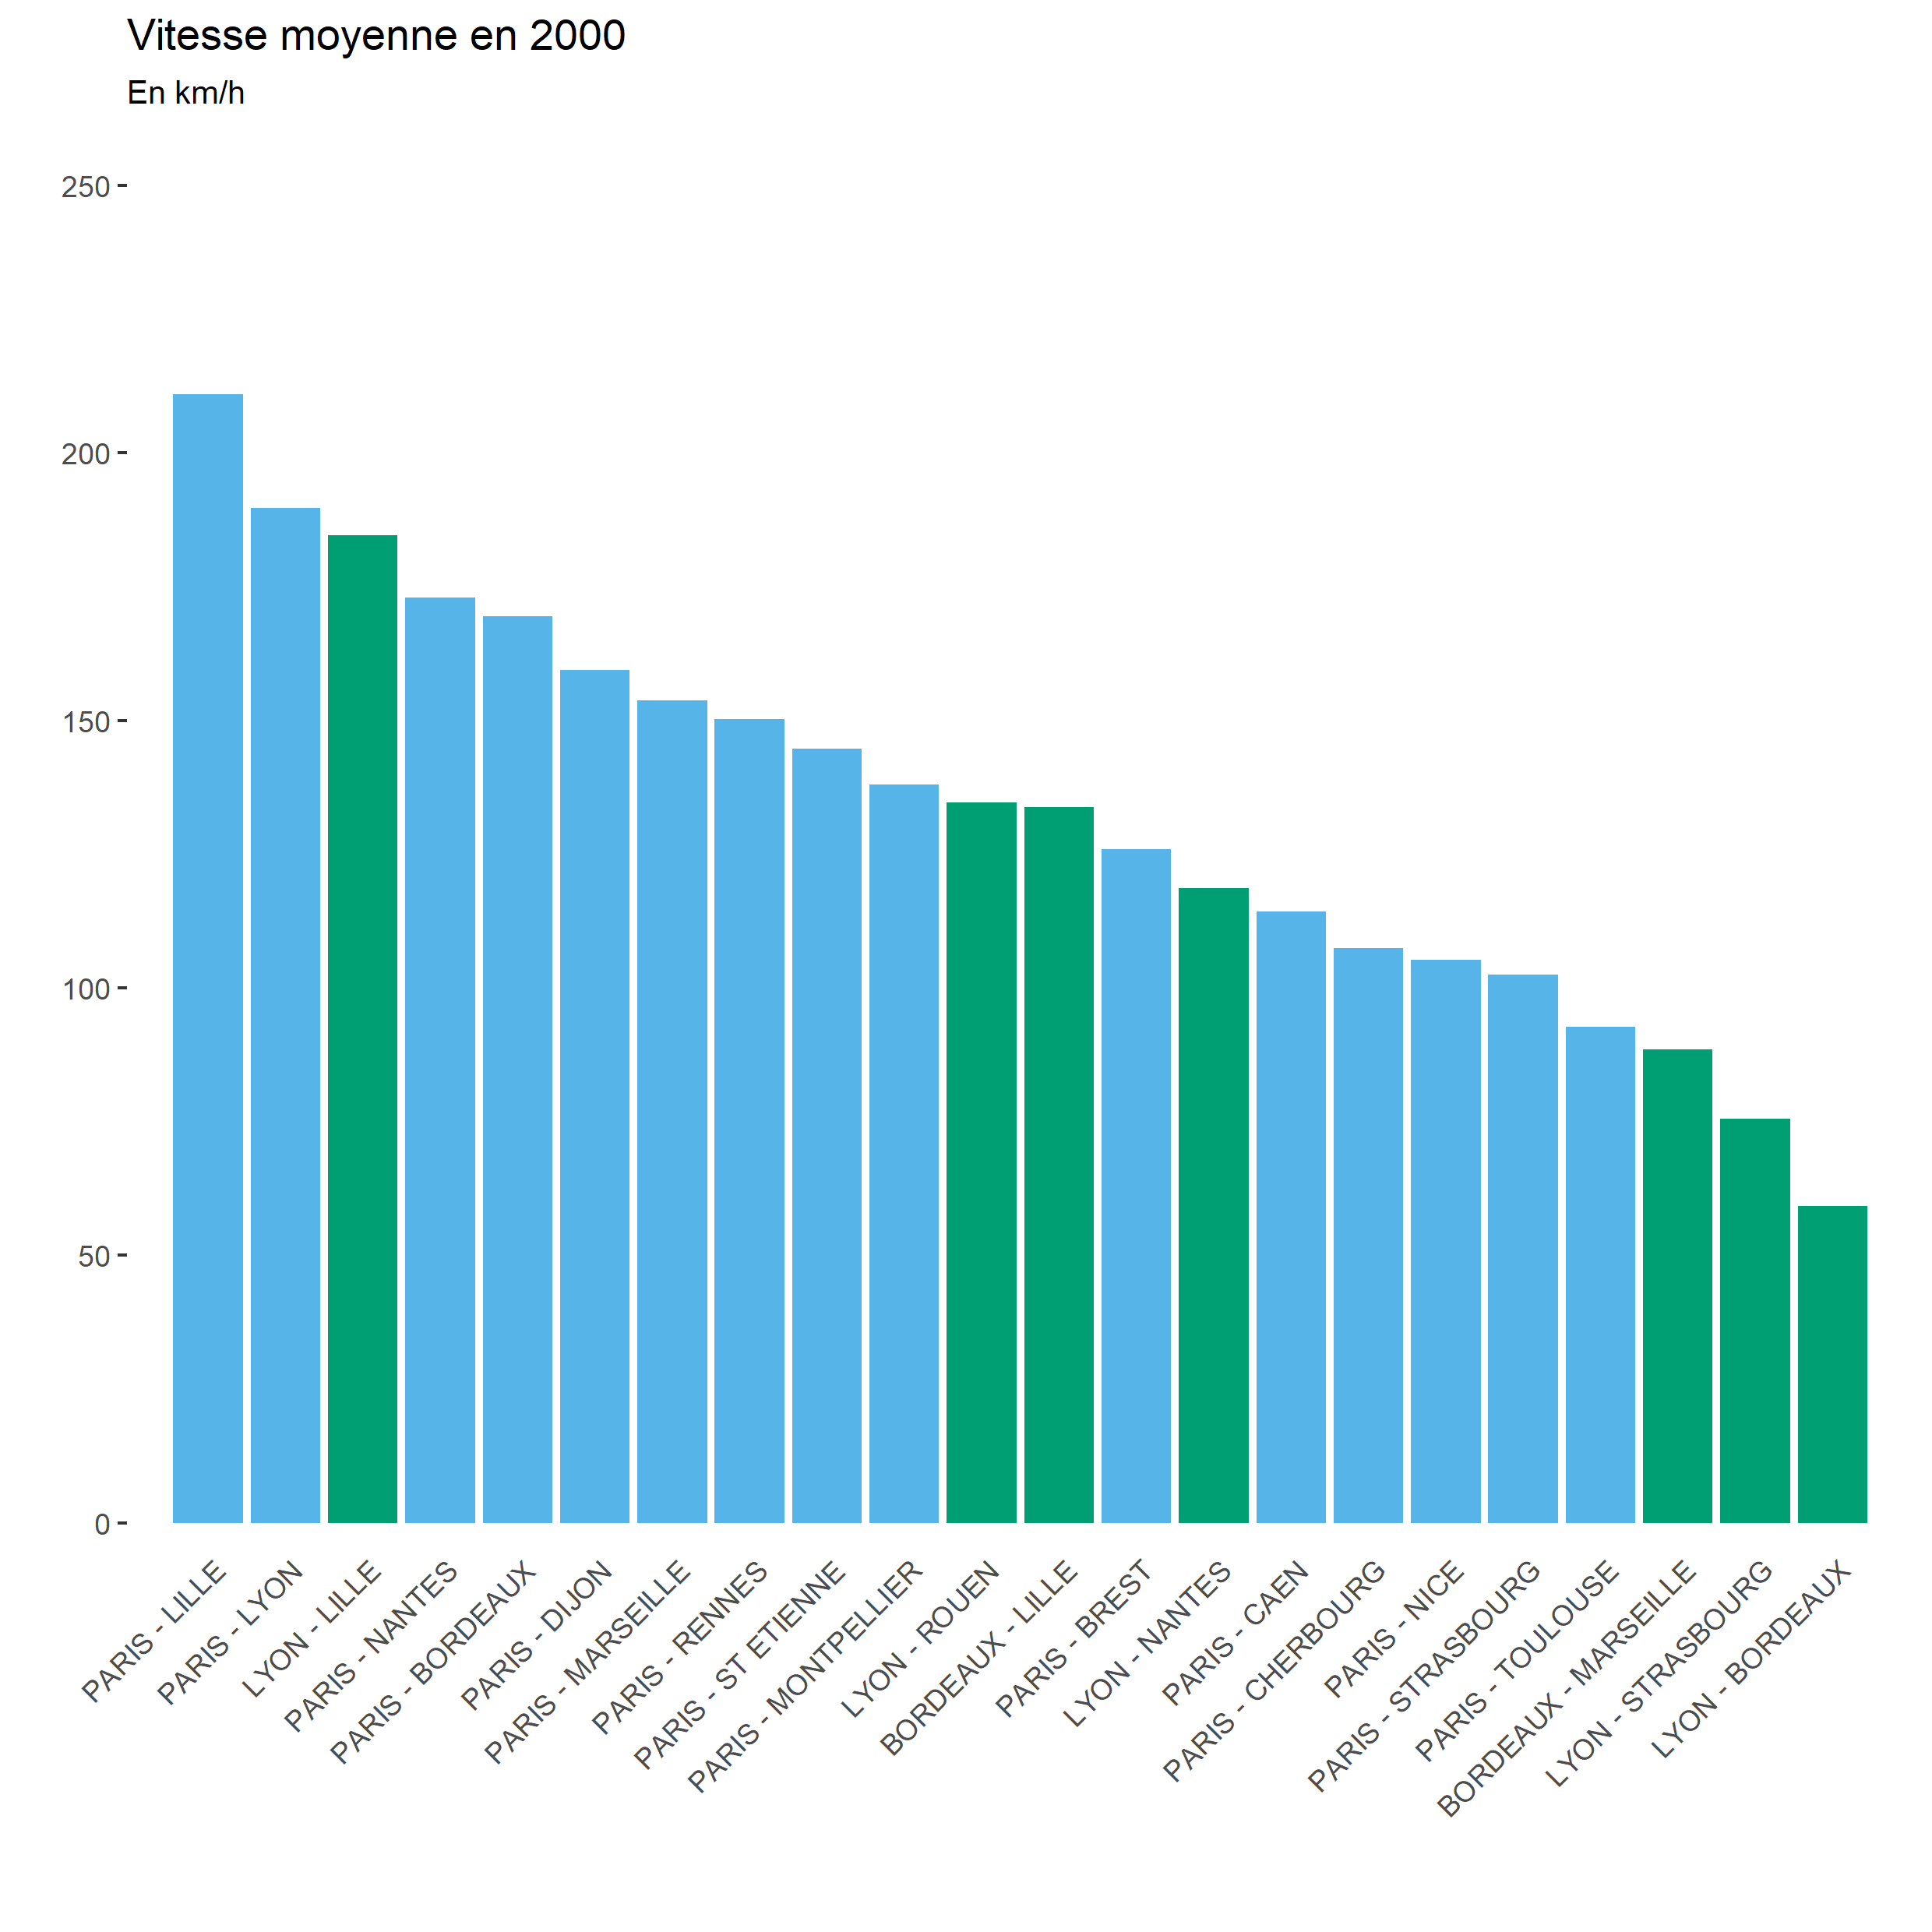 Vitesse moyenne en 2000
En km/h
250
200
150
100
50
0
PARIS - LILLE
PARIS - LYON
LYON - LILLE
PARIS - NANTES
PARIS - BORDEAUX
PARIS - DIJON
PARIS - MARSEILLE
PARIS - RENNES
PARIS - ST ETIENNE
PARIS - MONTPELLIER
LYON - ROUEN
BORDEAUX - LILLE
PARIS - BREST
LYON - NANTES
PARIS - CAEN
PARIS - CHERBOURG
PARIS - NICE
PARIS - STRASBOURG
PARIS - TOULOUSE
BORDEAUX - MARSEILLE
LYON - STRASBOURG
LYON - BORDEAUX